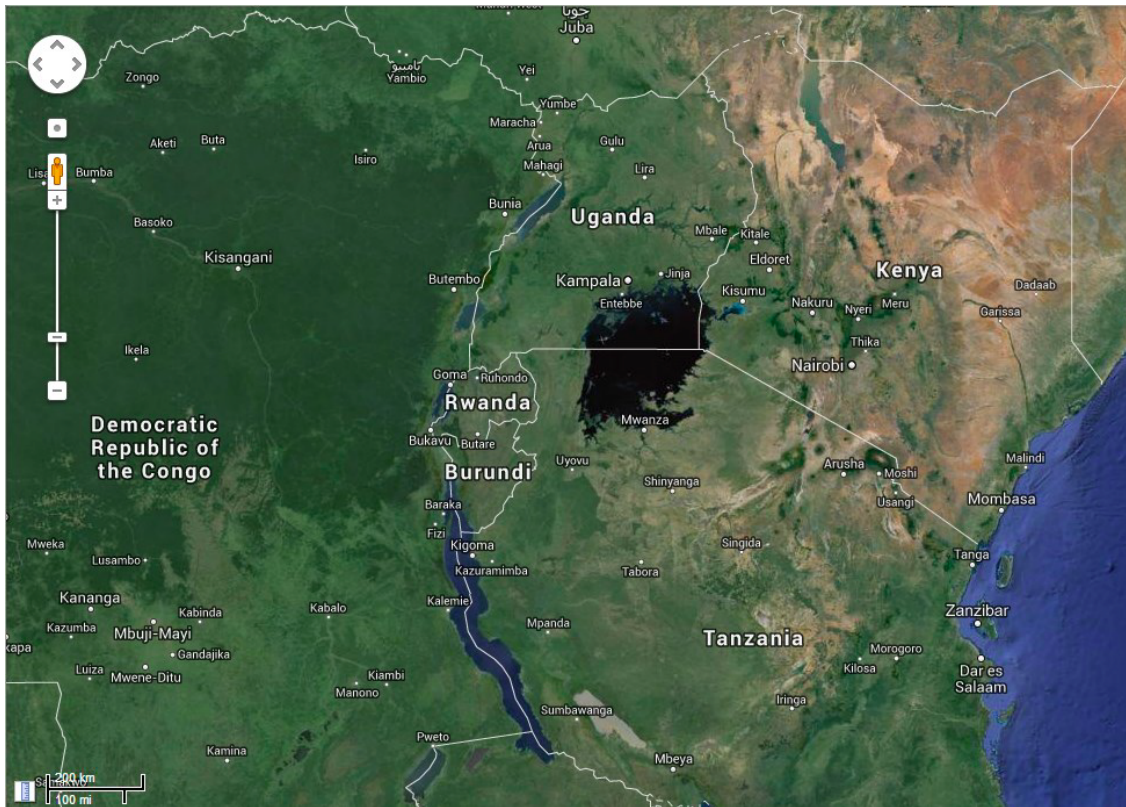 جوبا
Juba
Zongo
يامبيو
Yambio
Yei
Yumbe
Maracha
Arua
Mahagi
Gulu
Lira
Aketi
Buta
Isiro
Bumba
Bunia
Uganda
Basoko
Kisangani
Mbale
Kitale
Eldoret
Kenya
Butembo
Kampala
Jinja
Entebbe
Kisumu
Nakuru
Nyeri
Meru
Dadaab
Garissa
Thika
Ikela
Nairobi
Goma
Ruhondo
Rwanda
Democratic
Republic of
the Congo
Bukavu
Butare
Mwanza
Burundi
Uyovu
Shinyanga
Arusha
Moshi
Usangi
Malindi
Mombasa
Baraka
Fizi
Mweka
Lusambo
Kigoma
Kazuramimba
Singida
Tabora
Tanga
Kananga
Kabinda
Kabalo
Kalemie
Kazumba
Mbuji-Mayi
Mpanda
Zanzibar
Tanzania
kapa
Luiza
Gandajika
Mwene-Ditu
Kiambi
Manono
Kilosa
Morogoro
Dar es
Salaam
Iringa
Sumbawanga
Pweto
Kamina
Mbeya
200 km
100 mi